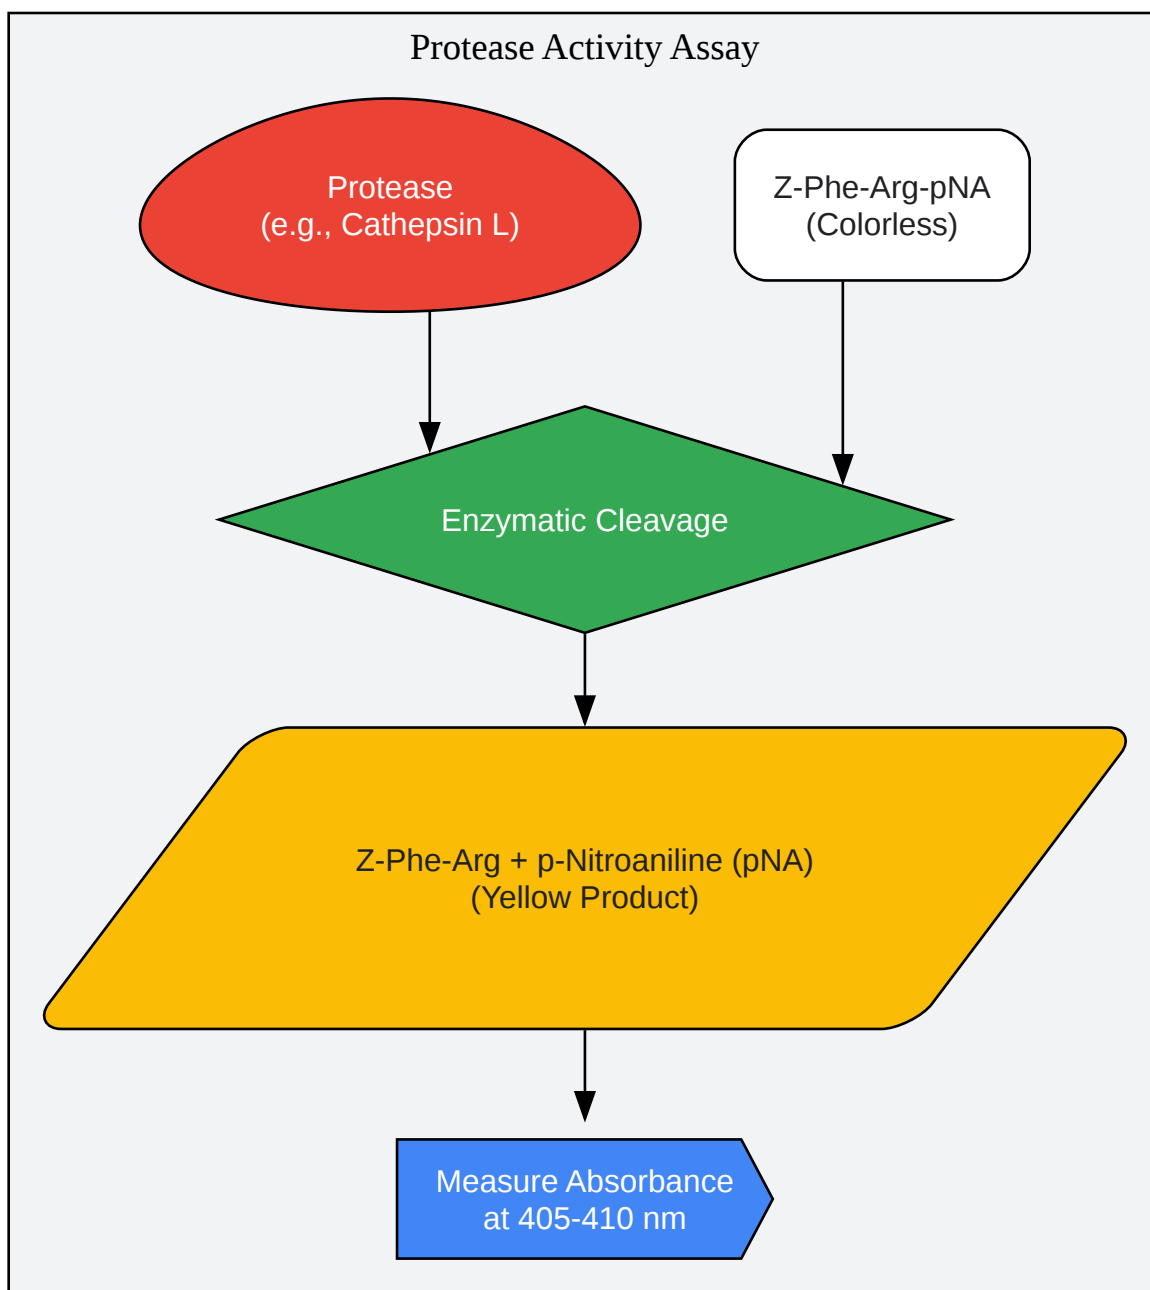 Protease Activity Assay
Protease
(e.g., Cathepsin L)
Z-Phe-Arg-pNA
(Colorless)
Enzymatic Cleavage
Z-Phe-Arg + p-Nitroaniline (pNA)
(Yellow Product)
Measure Absorbance
at 405-410 nm